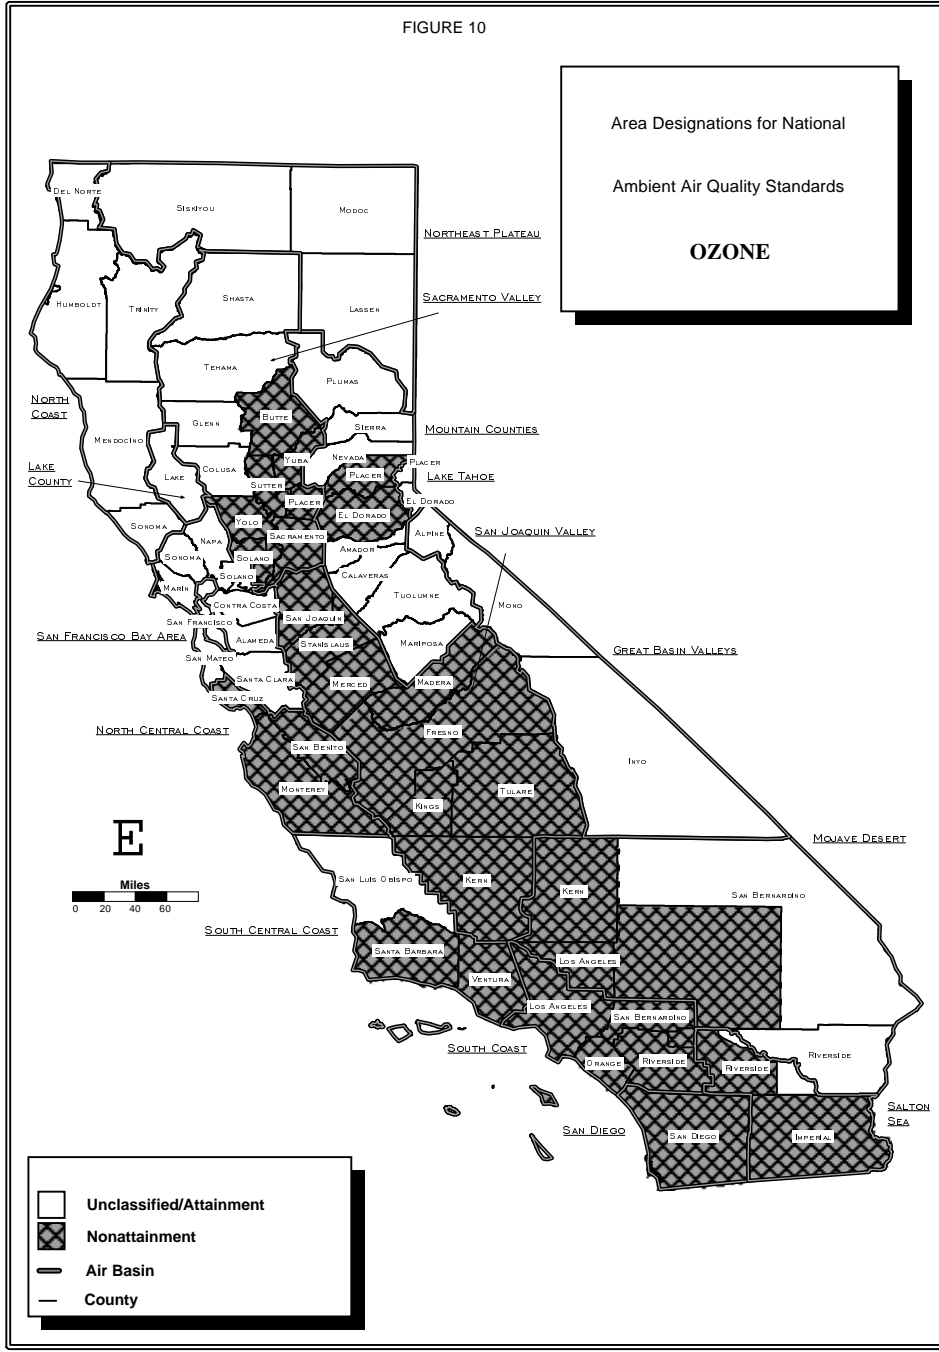 FIGURE 10
Area Designations for National
Ambient Air Quality Standards
OZONE
DEL NORTE
SISKIYOU
MODOC
NORTHEAST PLATEAU
SACRAMENTO VALLEY
HUMBOLDT
TRINITY
SHASTA
LASSEN
TEHAMA
PLUMAS
NORTH
COAST
BUTTE
GLENN
SIERRA
MOUNTAIN COUNTIES
MENDOCINO
LAKE
COUNTY
LAKE
COLUSA
YUBA
NEVADA
PLACER
PLACER
LAKE TAHOE
SUTTER
PLACER
EL DORADO
EL DORADO
SONOMA
YOLO
SACRAMENTO
ALPINE
SAN JOAQUIN VALLEY
NAPA
AMADOR
SONOMA
SOLANO
SOLANO
CALAVERAS
MARIN
TUOLUMNE
MONO
CONTRA COSTA
SAN FRANCISCO
SAN JOAQUIN
SAN FRANCISCO BAY AREA
ALAMEDA
STANISLAUS
MARIPOSA
GREAT BASIN VALLEYS
SAN MATEO
SANTA CLARA
MERCED
MADERA
SANTA CRUZ
NORTH CENTRAL COAST
FRESNO
SAN BENITO
INYO
MONTEREY
KINGS
TULARE
MOJAVE DESERT
E
Miles
0 20 40 60
SAN LUIS OBISPO
KERN
KERN
SAN BERNARDINO
SOUTH CENTRAL COAST
SANTA BARBARA
LOS ANGELES
VENTURA
LOS ANGELES
SAN BERNARDINO
SOUTH COAST
ORANGE
RIVERSIDE
RIVERSIDE
RIVERSIDE
SALTON
SEA
SAN DIEGO
SAN DIEGO
IMPERIAL
Unclassified/Attainment
Nonattainment
Air Basin
County